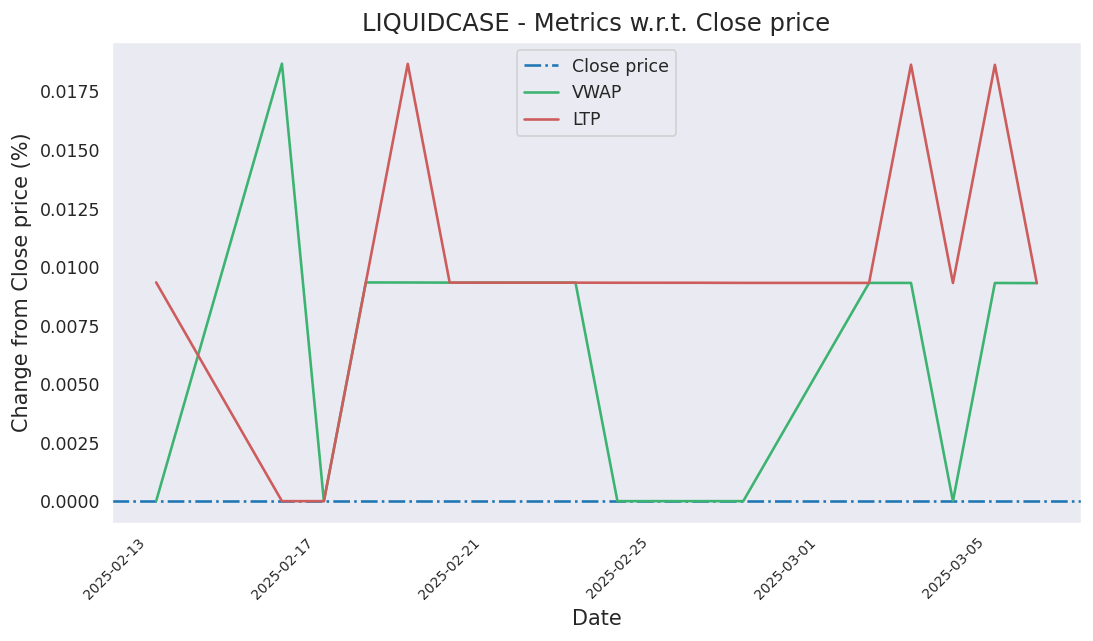 LIQUIDCASE - Metrics w.r.t. Close price
Close price
VWAP
LTP
Change from Close price (%)
0.0175
0.0150
0.0125
0.0100
0.0075
0.0050
0.0025
0.0000
2025-02-13
2025-02-17
2025-02-21
2025-02-25
2025-03-01
2025-03-05
Date